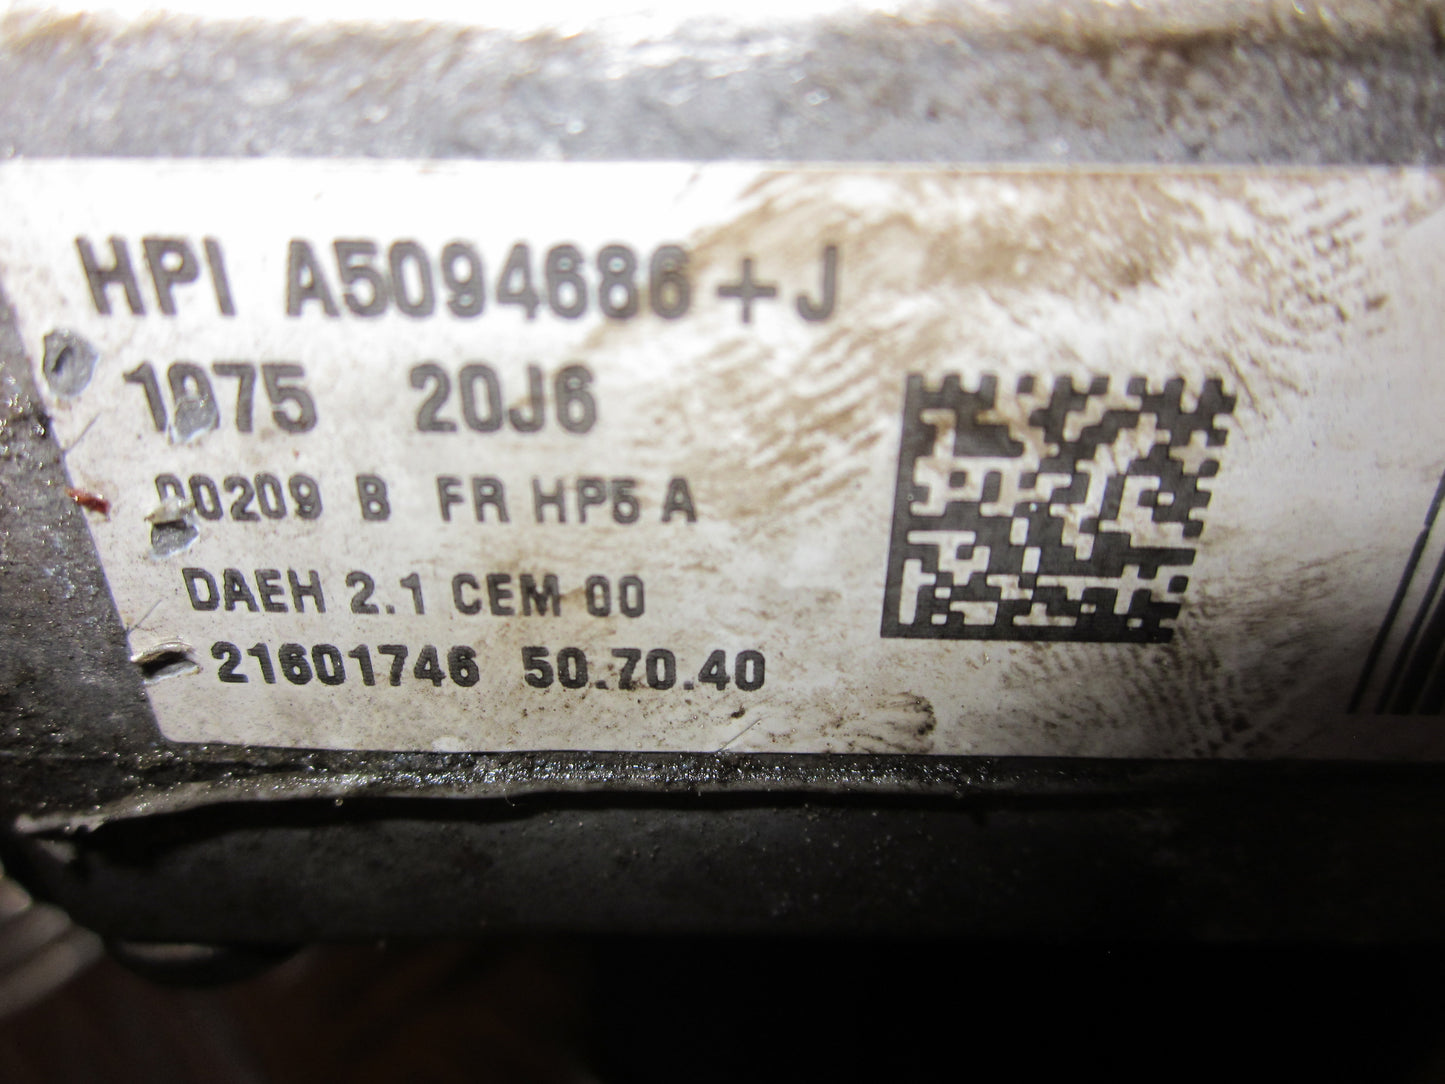 HPI A5094686+J
1975 20J6
00209 B FR HP5 A
DAEH 2.1 CEM 00
21601746 50.70.40